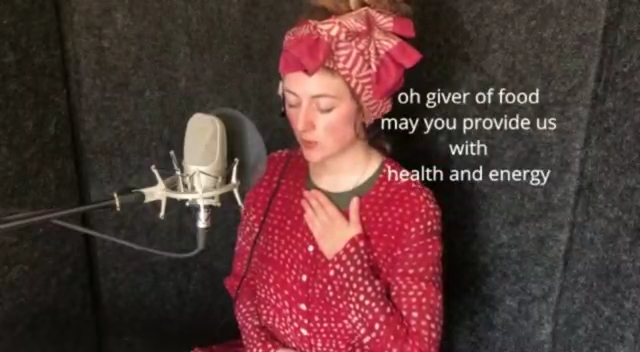 oh giver of food
may you provide us
with
health and energy